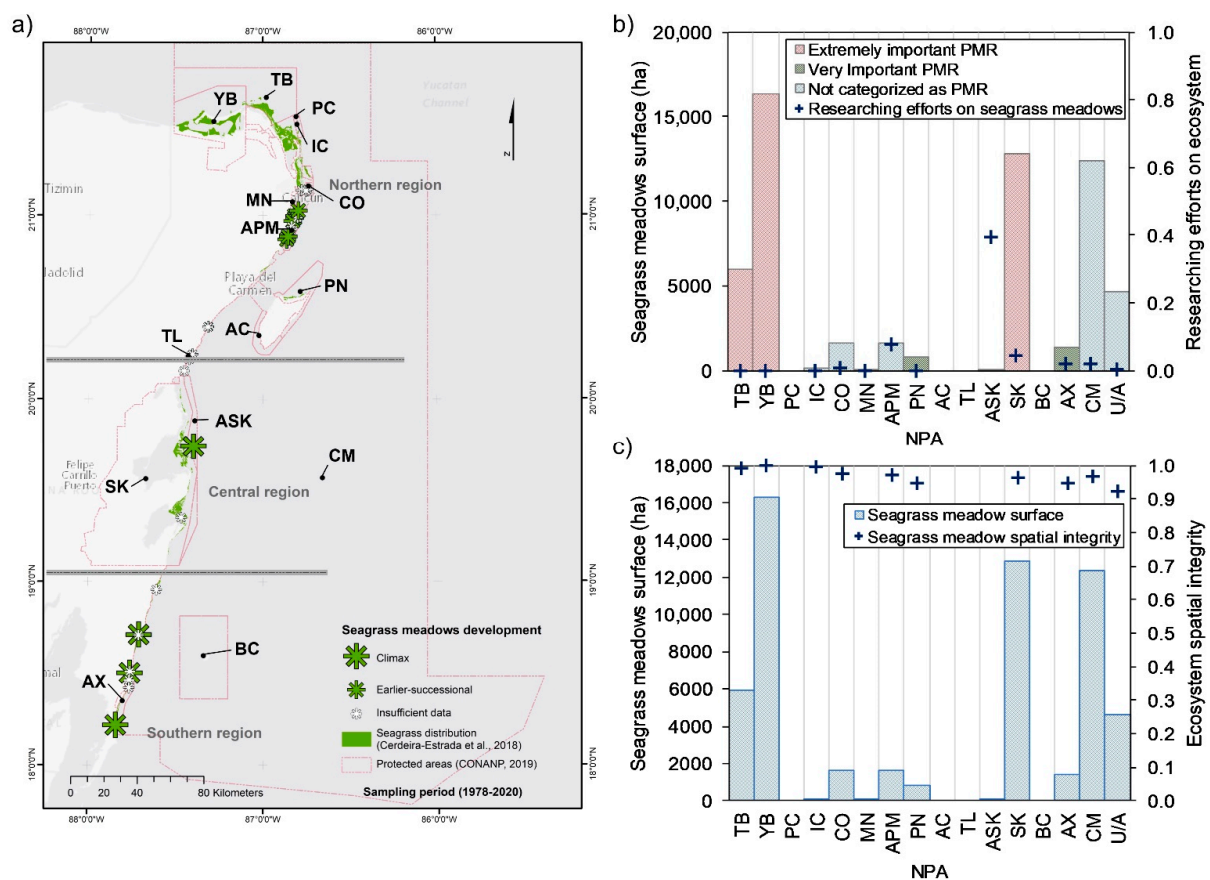 a)
88°0'0"W
87°0'0"W
86°0'0"W
Yucatan
Channel
TB
YB
PC
IC
N
Tizimin
Northern region
MN
Cancún
CO
21°0'0"N
21°0'0"N
APM
ladolid
Playa del
Carmen
PN
AC
TL
20°0'0"N
20°0'0"N
ASK
CM
Felipe
Carrillo
Puerto
SK
Central region
19°0'0"N
19°0'0"N
BC
AX
Southern region
18°0'0"N
18°0'0"N
Seagrass meadows development
Climax
Earlier-successional
Insufficient data
Seagrass distribution
(Cerdeira-Estrada et al., 2018)
Protected areas (CONANP, 2019)
Sampling period (1978-2020)
0 20 40 80 Kilometers
88°0'0"W
87°0'0"W
86°0'0"W
b)
Seagrass meadows surface (ha)
20,000
15,000
10,000
5000
0
Extremely important PMR
Very Important PMR
Not categorized as PMR
Researching efforts on seagrass meadows
1.0
0.8
0.6
0.4
0.2
0.0
Researching efforts on ecosystem
TB YB PC IC CO MN APM PN AC TL ASK SK BC AX CM U/A
NPA
c)
Seagrass meadows surface (ha)
18,000
16,000
14,000
12,000
10,000
8000
6000
4000
2000
0
Seagrass meadow surface
Seagrass meadow spatial integrity
1.0
0.9
0.8
0.7
0.6
0.5
0.4
0.3
0.2
0.1
0.0
Ecosystem spatial integrity
TB YB PC IC CO MN APM PN AC TL ASK SK BC AX CM U/A
NPA